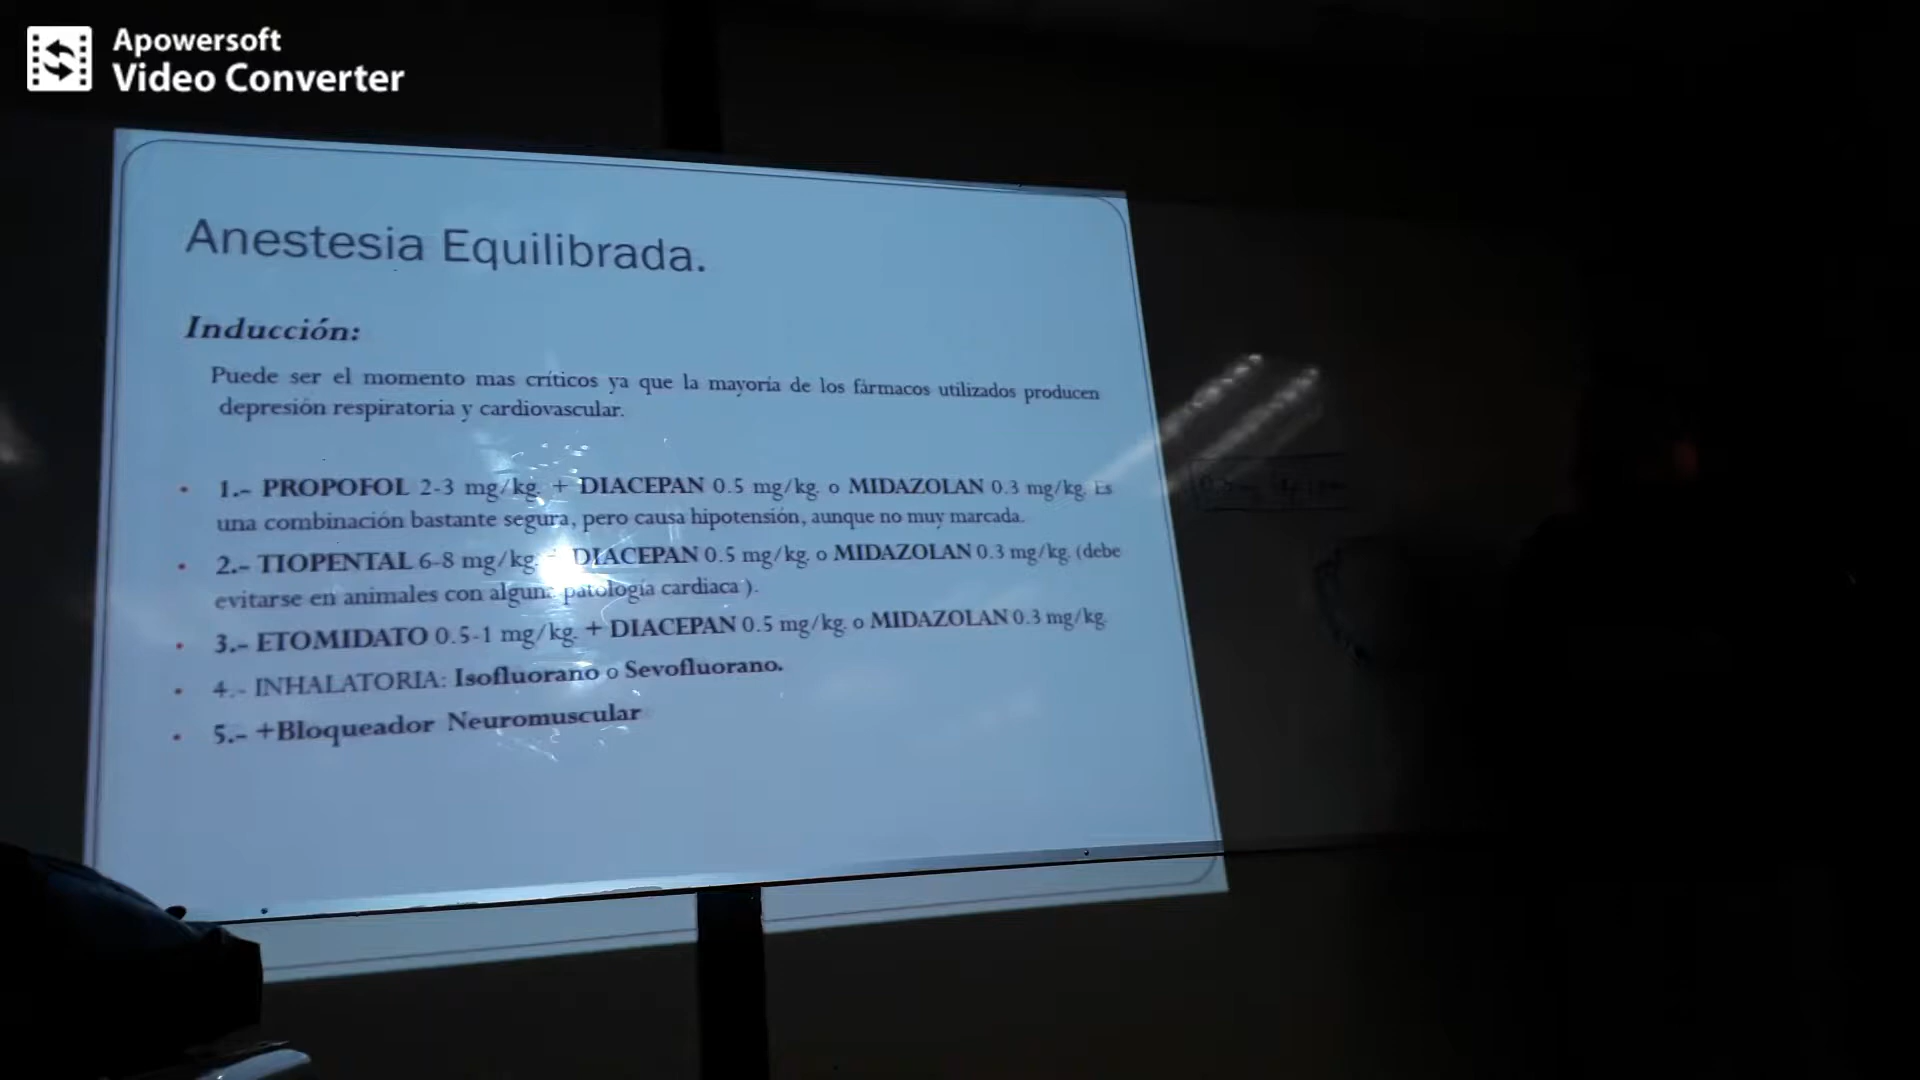 Apowersoft
Video Converter
Anestesia Equilibrada.
Inducción:
Puede ser el momento mas críticos ya que la mayoría de los fármacos utilizados producen
depresión respiratoria y cardiovascular.
1.- PROPOFOL 2-3 mg/kg. + DIACEPAN 0.5 mg/kg. o MIDAZOLAN 0.3 mg/kg. Es
una combinación bastante segura, pero causa hipotensión, aunque no muy marcada.
2.- TIOPENTAL 6-8 mg/kg. DIACEPAN 0.5 mg/kg. o MIDAZOLAN 0.3 mg/kg. (debe
evitarse en animales con alguna patología cardiaca ).
3.- ETOMIDATO 0.5-1 mg/kg. + DIACEPAN 0.5 mg/kg. o MIDAZOLAN 0.3 mg/kg.
4.- INHALATORIA: Isofluorano o Sevofluorano.
5.- +Bloqueador Neuromuscular